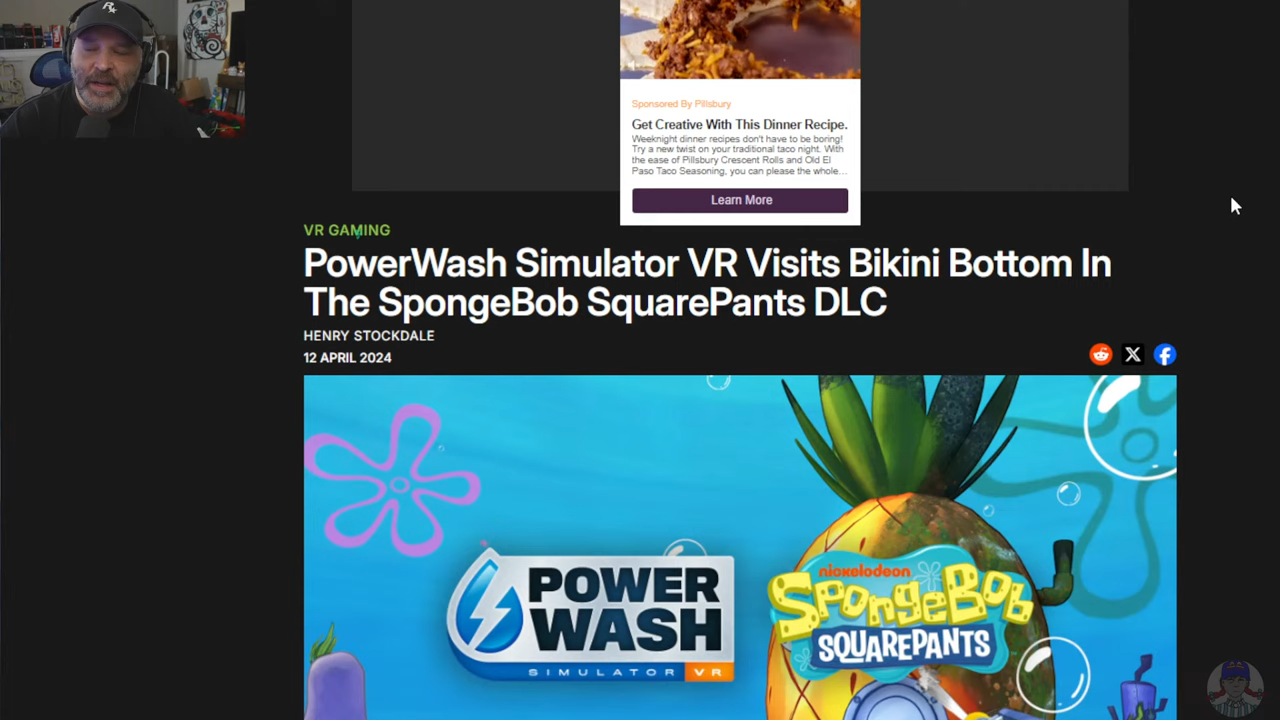 Sponsored By Pillsbury
Get Creative With This Dinner Recipe.
Weeknight dinner recipes don't have to be boring!
Try a new twist on your traditional taco night. With
the ease of Pillsbury Crescent Rolls and Old El
Paso Taco Seasoning, you can please the whole...
Learn More
VR GAMING
PowerWash Simulator VR Visits Bikini Bottom In
The SpongeBob SquarePants DLC
HENRY STOCKDALE
12 APRIL 2024
POWER
WASH
SIMULATOR VR
nickelodeon
SpongeBob
SQUAREPANTS